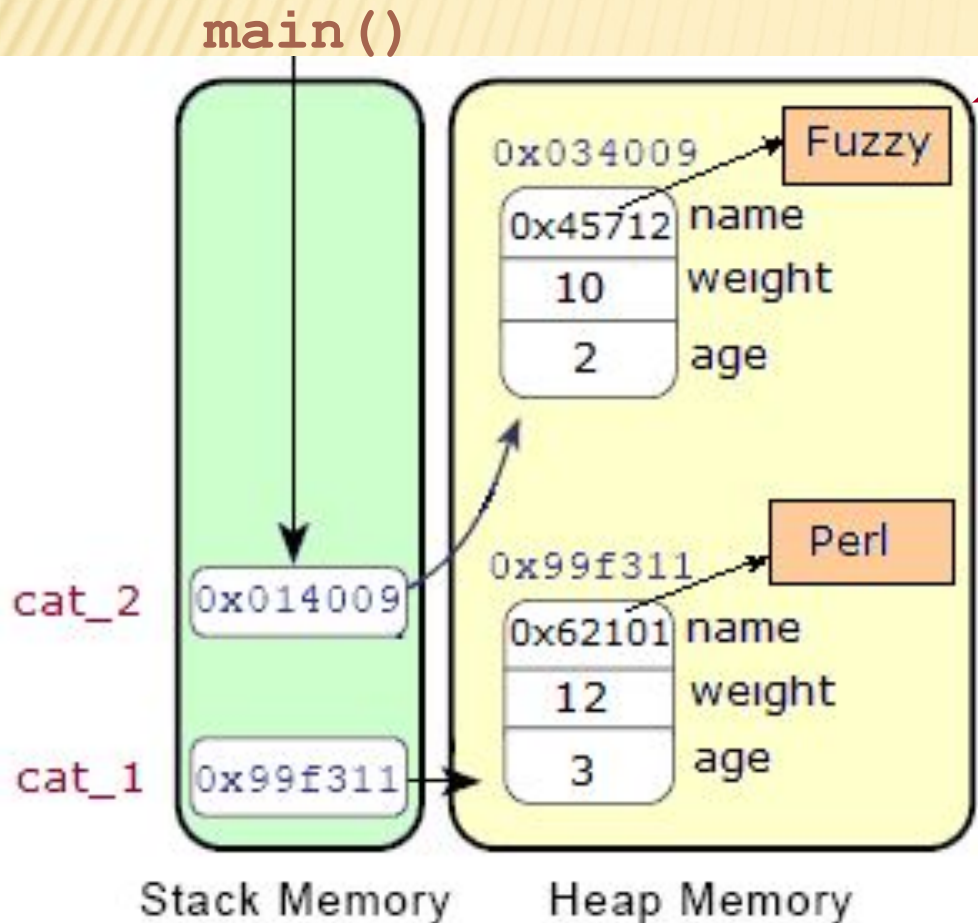 main()
0x034009
Fuzzy
0x45712 name
10 weight
2 age
cat_2 0x014009
0x99f311
Perl
0x62101 name
12 weight
cat_1 0x99f311
3 age
Stack Memory Heap Memory